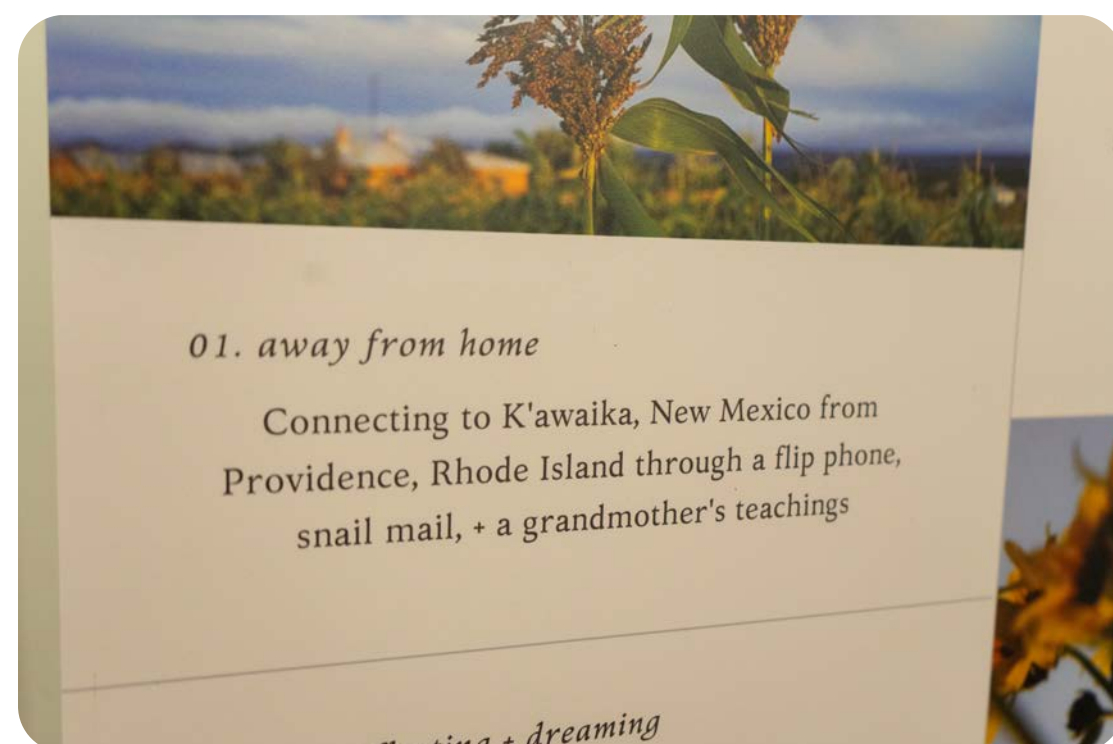 01. away from home
Connecting to K'awaika, New Mexico from
Providence, Rhode Island through a flip phone,
snail mail, + a grandmother's teachings
+ dreaming